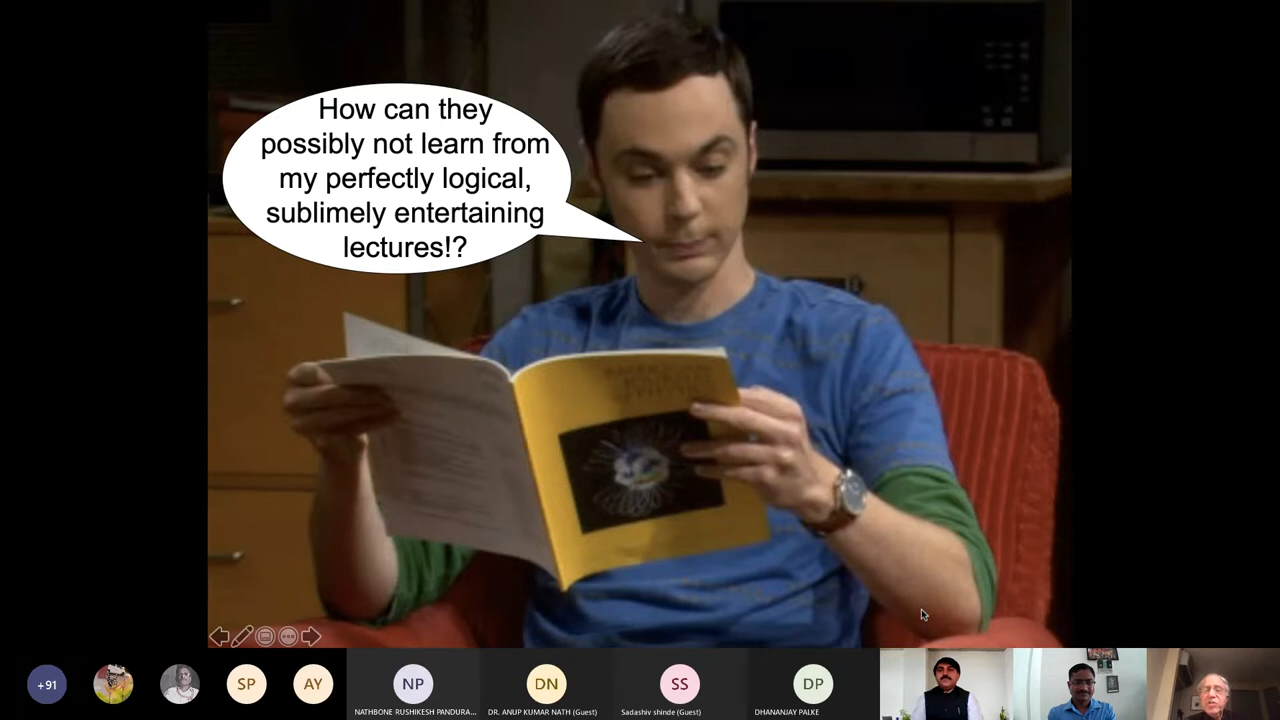 How can they
possibly not learn from
my perfectly logical,
sublimely entertaining
lectures!?
+91
SP
AY
NP
NATHBONE RUSHIKESH PANDURA...
DN
DR. ANUP KUMAR NATH (Guest)
SS
Sadashiv shinde (Guest)
DP
DHANANJAY PALKE